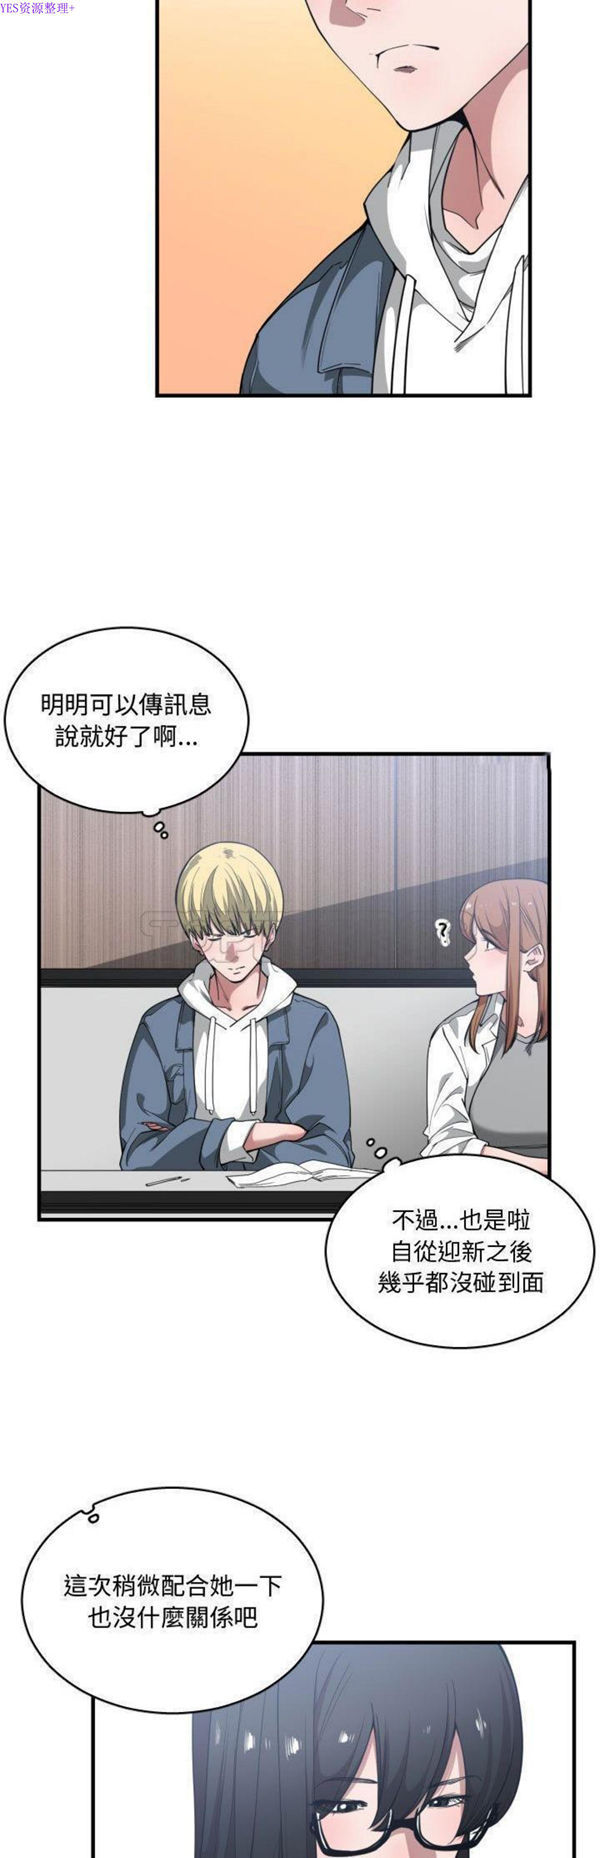 YES资源整理+
明明可以傳訊息
說就好了啊...
?
不過...也是啦
自從迎新之後
幾乎都沒碰到面
這次稍微配合她一下
也沒什麼關係吧